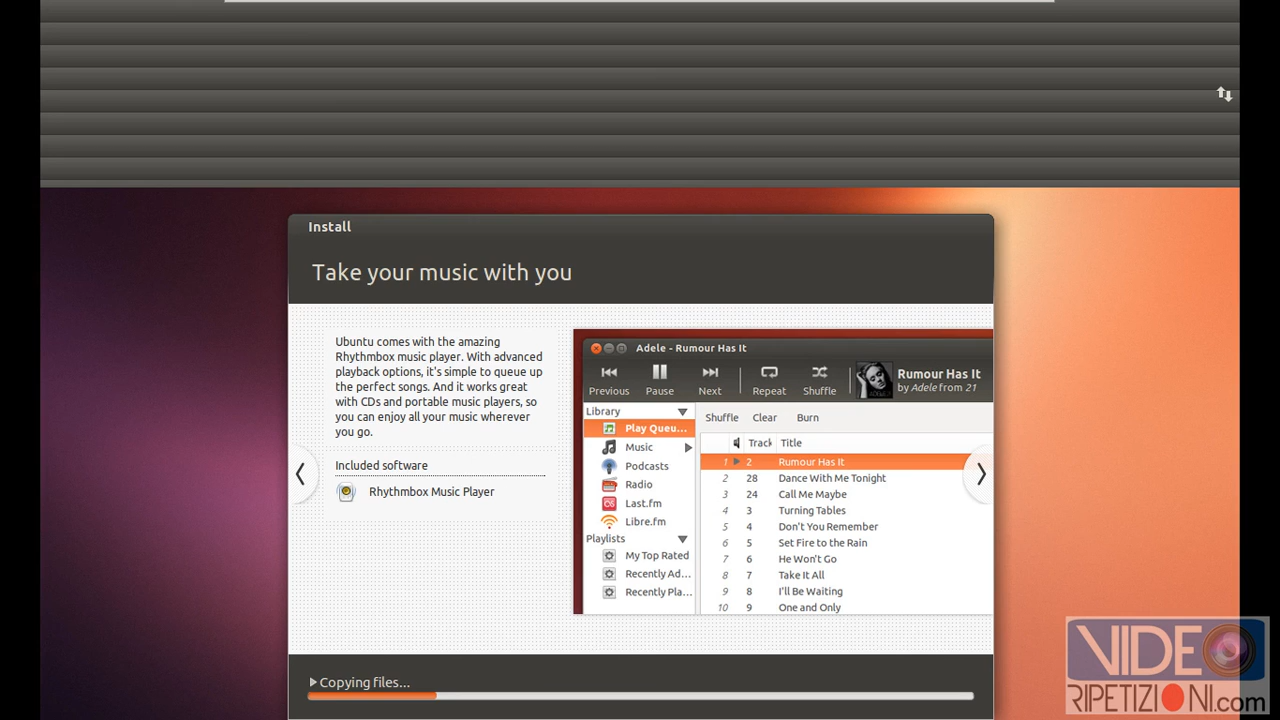 Install
Take your music with you
Ubuntu comes with the amazing
Rhythmbox music player. With advanced
playback options, it's simple to queue up
the perfect songs. And it works great
with CDs and portable music players, so
you can enjoy all your music wherever
you go.
Included software
Rhythmbox Music Player
Adele - Rumour Has It
Previous Pause Next Repeat Shuffle
Rumour Has It
by Adele from 21
Library
Play Queu...
Music
Podcasts
Radio
Last.fm
Libre.fm
Playlists
My Top Rated
Recently Ad...
Recently Pla...
Shuffle Clear Burn
Track Title
1 2 Rumour Has It
2 28 Dance With Me Tonight
3 24 Call Me Maybe
4 3 Turning Tables
5 4 Don't You Remember
6 5 Set Fire to the Rain
7 6 He Won't Go
8 7 Take It All
9 8 I'll Be Waiting
10 9 One and Only
Copying files...
VIDEO
RIPETIZIONI.com